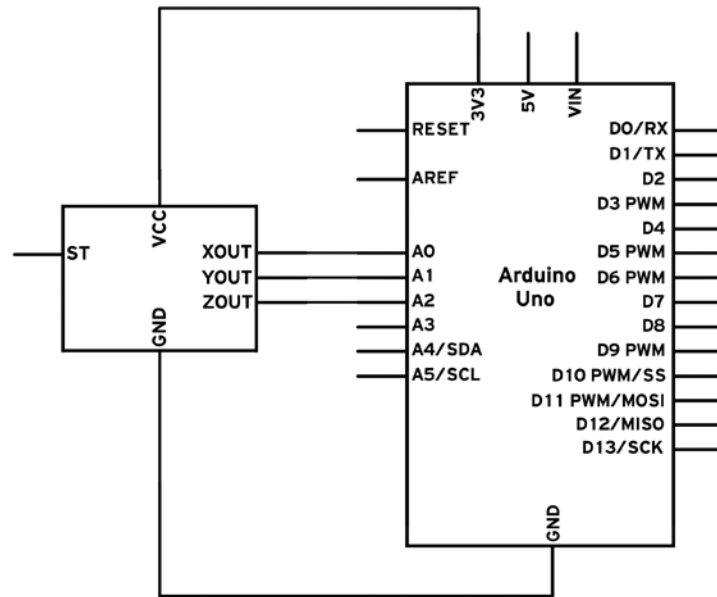 3V3
5V
VIN
RESET
AREF
A0
A1
A2
A3
A4/SDA
A5/SCL
Arduino
Uno
D0/RX
D1/TX
D2
D3 PWM
D4
D5 PWM
D6 PWM
D7
D8
D9 PWM
D10 PWM/SS
D11 PWM/MOSI
D12/MISO
D13/SCK
GND
VCC
ST
XOUT
YOUT
ZOUT
GND